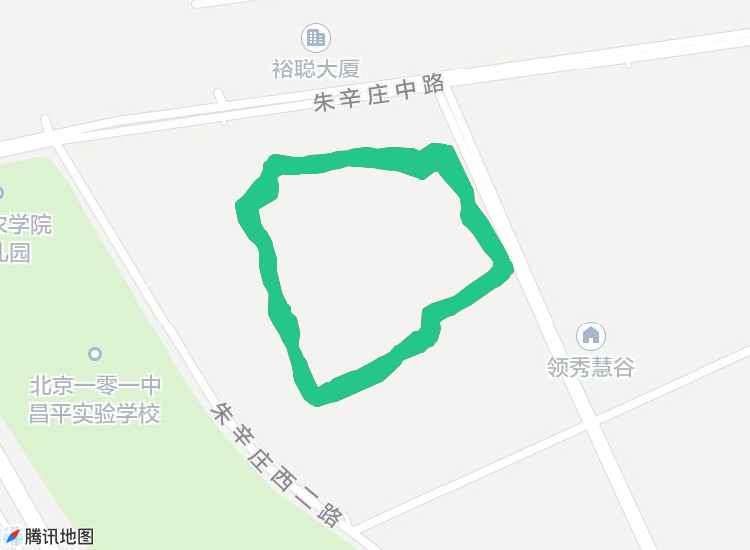 裕聪大厦
朱辛庄中路
农学院
儿园
领秀慧谷
北京一零一中
昌平实验学校
朱辛庄西二路
腾讯地图